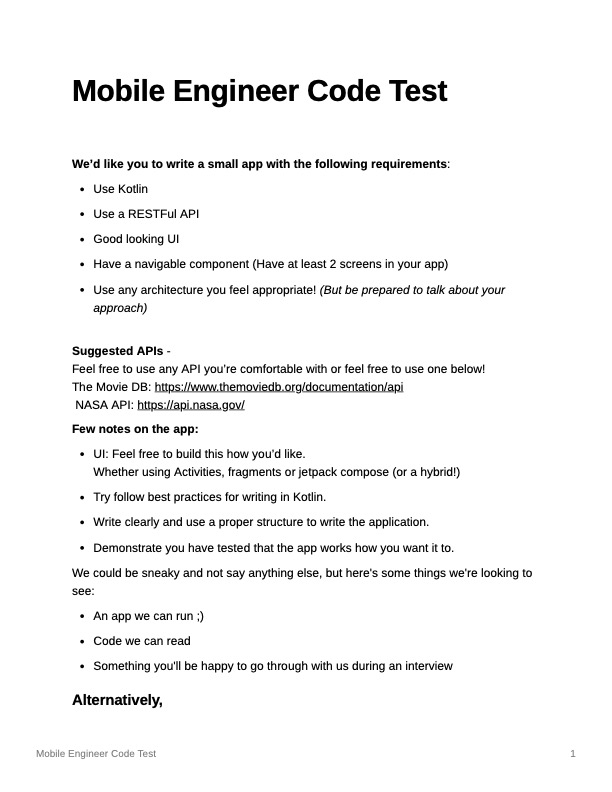 Mobile Engineer Code Test
We’d like you to write a small app with the following requirements:
• Use Kotlin
• Use a RESTFul API
• Good looking UI
• Have a navigable component (Have at least 2 screens in your app)
• Use any architecture you feel appropriate! (But be prepared to talk about your
approach)
Suggested APIs -
Feel free to use any API you’re comfortable with or feel free to use one below!
The Movie DB: https://www.themoviedb.org/documentation/api
NASA API: https://api.nasa.gov/
Few notes on the app:
• UI: Feel free to build this how you’d like.
Whether using Activities, fragments or jetpack compose (or a hybrid!)
• Try follow best practices for writing in Kotlin.
• Write clearly and use a proper structure to write the application.
• Demonstrate you have tested that the app works how you want it to.
We could be sneaky and not say anything else, but here's some things we're looking to
see:
• An app we can run ;)
• Code we can read
• Something you'll be happy to go through with us during an interview
Alternatively,
Mobile Engineer Code Test 1